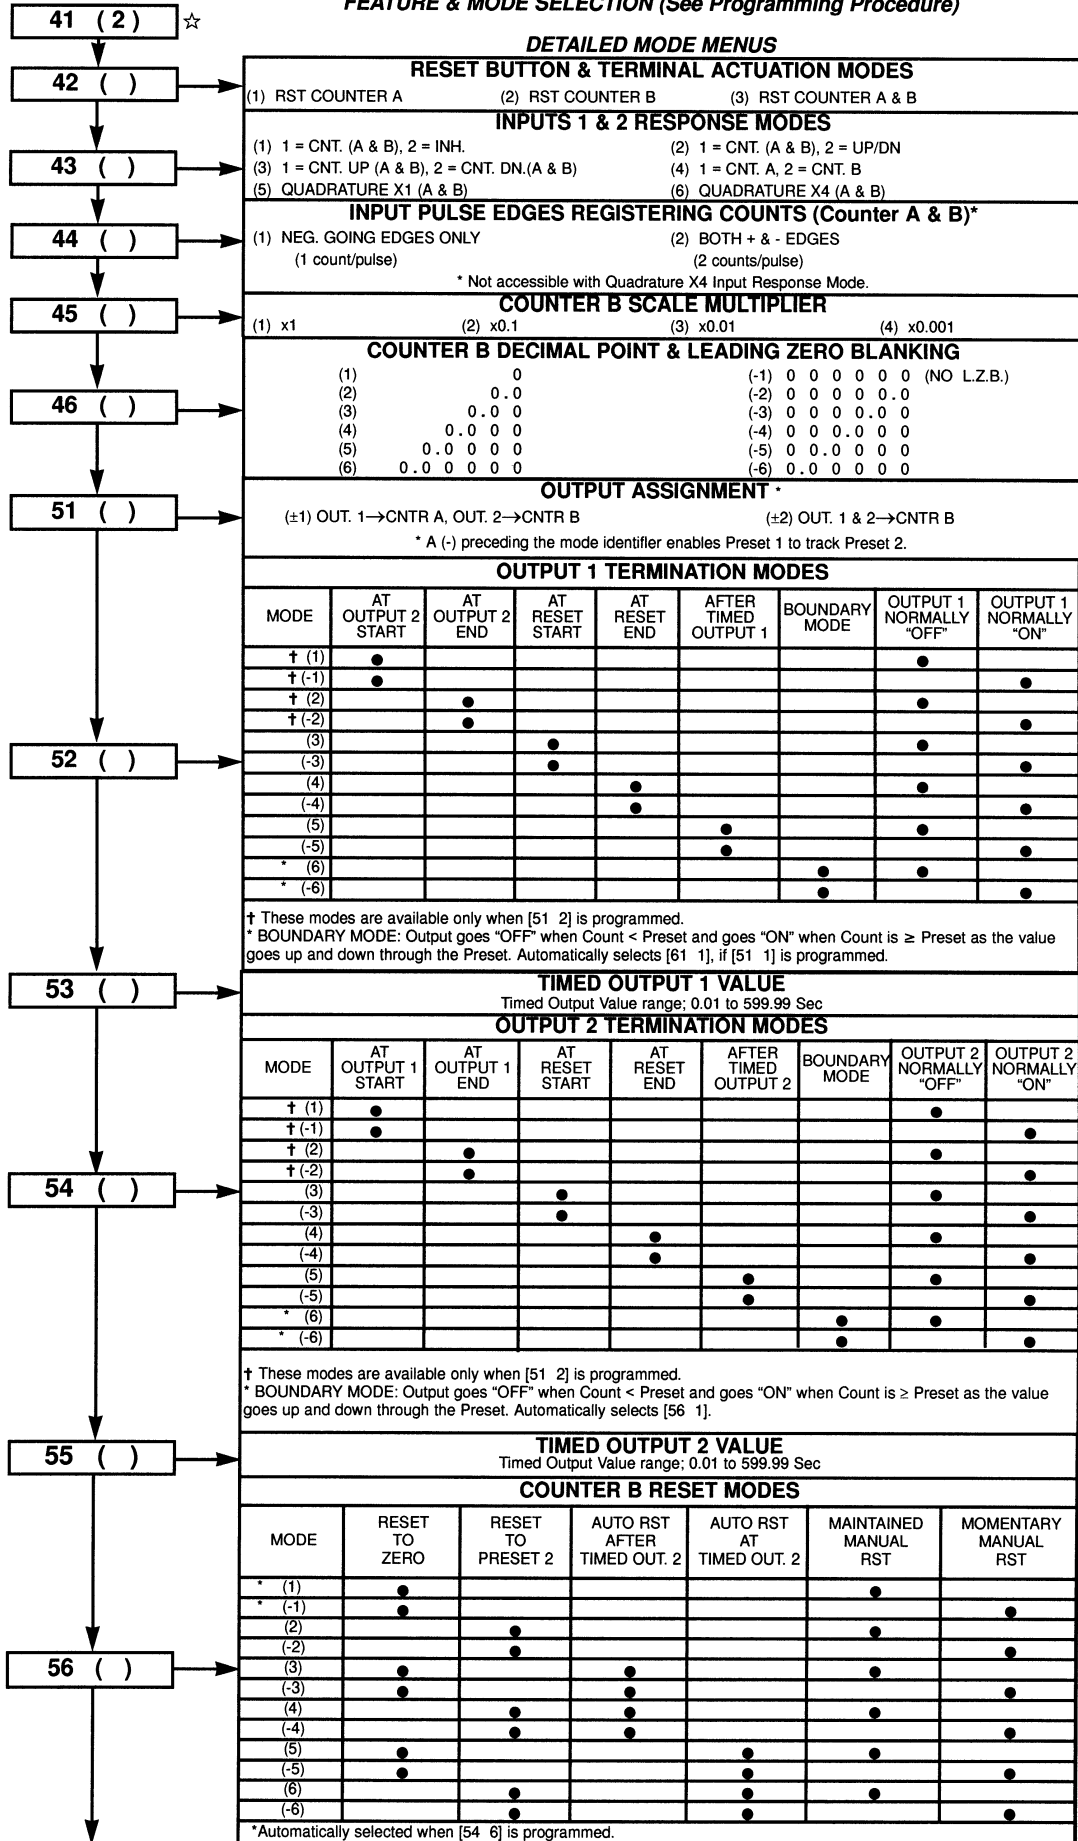 FEATURE & MODE SELECTION (See Programming Procedure)
41 (2) ☆
DETAILED MODE MENUS
42 ( )
RESET BUTTON & TERMINAL ACTUATION MODES
(1) RST COUNTER A (2) RST COUNTER B (3) RST COUNTER A & B
43 ( )
INPUTS 1 & 2 RESPONSE MODES
(1) 1 = CNT. (A & B), 2 = INH. (2) 1 = CNT. (A & B), 2 = UP/DN
(3) 1 = CNT. UP (A & B), 2 = CNT. DN.(A & B) (4) 1 = CNT. A, 2 = CNT. B
(5) QUADRATURE X1 (A & B) (6) QUADRATURE X4 (A & B)
44 ( )
INPUT PULSE EDGES REGISTERING COUNTS (Counter A & B)*
(1) NEG. GOING EDGES ONLY (2) BOTH + & - EDGES
(1 count/pulse) (2 counts/pulse)
* Not accessible with Quadrature X4 Input Response Mode.
45 ( )
COUNTER B SCALE MULTIPLIER
(1) x1 (2) x0.1 (3) x0.01 (4) x0.001
46 ( )
COUNTER B DECIMAL POINT & LEADING ZERO BLANKING
(1) 0 (-1) 0 0 0 0 0 0 (NO L.Z.B.)
(2) 0.0 (-2) 0 0 0 0 0.0
(3) 0.0 0 (-3) 0 0 0 0.0 0
(4) 0.0 0 0 (-4) 0 0 0.0 0 0
(5) 0.0 0 0 0 (-5) 0 0.0 0 0 0
(6) 0.0 0 0 0 0 (-6) 0.0 0 0 0 0
51 ( )
OUTPUT ASSIGNMENT *
(±1) OUT. 1→CNTR A, OUT. 2→CNTR B (±2) OUT. 1 & 2→CNTR B
* A (-) preceding the mode identifier enables Preset 1 to track Preset 2.
52 ( )
OUTPUT 1 TERMINATION MODES
MODE AT OUTPUT 2 START AT OUTPUT 2 END AT RESET START AT RESET END AFTER TIMED OUTPUT 1 BOUNDARY MODE OUTPUT 1 NORMALLY “OFF” OUTPUT 1 NORMALLY “ON”
† (1) ● ●
† (-1) ● ●
† (2) ● ●
† (-2) ● ●
(3) ● ●
(-3) ● ●
(4) ● ●
(-4) ● ●
(5) ● ●
(-5) ● ●
* (6) ● ●
* (-6) ● ●
† These modes are available only when [51 2] is programmed.
* BOUNDARY MODE: Output goes “OFF” when Count < Preset and goes “ON” when Count is ≥ Preset as the value
goes up and down through the Preset. Automatically selects [61 1], if [51 1] is programmed.
53 ( )
TIMED OUTPUT 1 VALUE
Timed Output Value range; 0.01 to 599.99 Sec
54 ( )
OUTPUT 2 TERMINATION MODES
MODE AT OUTPUT 1 START AT OUTPUT 1 END AT RESET START AT RESET END AFTER TIMED OUTPUT 2 BOUNDARY MODE OUTPUT 2 NORMALLY “OFF” OUTPUT 2 NORMALLY “ON”
† (1) ● ●
† (-1) ● ●
† (2) ● ●
† (-2) ● ●
(3) ● ●
(-3) ● ●
(4) ● ●
(-4) ● ●
(5) ● ●
(-5) ● ●
* (6) ● ●
* (-6) ● ●
† These modes are available only when [51 2] is programmed.
* BOUNDARY MODE: Output goes “OFF” when Count < Preset and goes “ON” when Count is ≥ Preset as the value
goes up and down through the Preset. Automatically selects [56 1].
55 ( )
TIMED OUTPUT 2 VALUE
Timed Output Value range; 0.01 to 599.99 Sec
56 ( )
COUNTER B RESET MODES
MODE RESET TO ZERO RESET TO PRESET 2 AUTO RST AFTER TIMED OUT. 2 AUTO RST AT TIMED OUT. 2 MAINTAINED MANUAL RST MOMENTARY MANUAL RST
* (1) ● ●
* (-1) ● ●
(2) ● ●
(-2) ● ●
(3) ● ● ●
(-3) ● ● ●
(4) ● ● ●
(-4) ● ● ●
(5) ● ● ●
(-5) ● ● ●
(6) ● ● ●
(-6) ● ● ●
*Automatically selected when [54 6] is programmed.